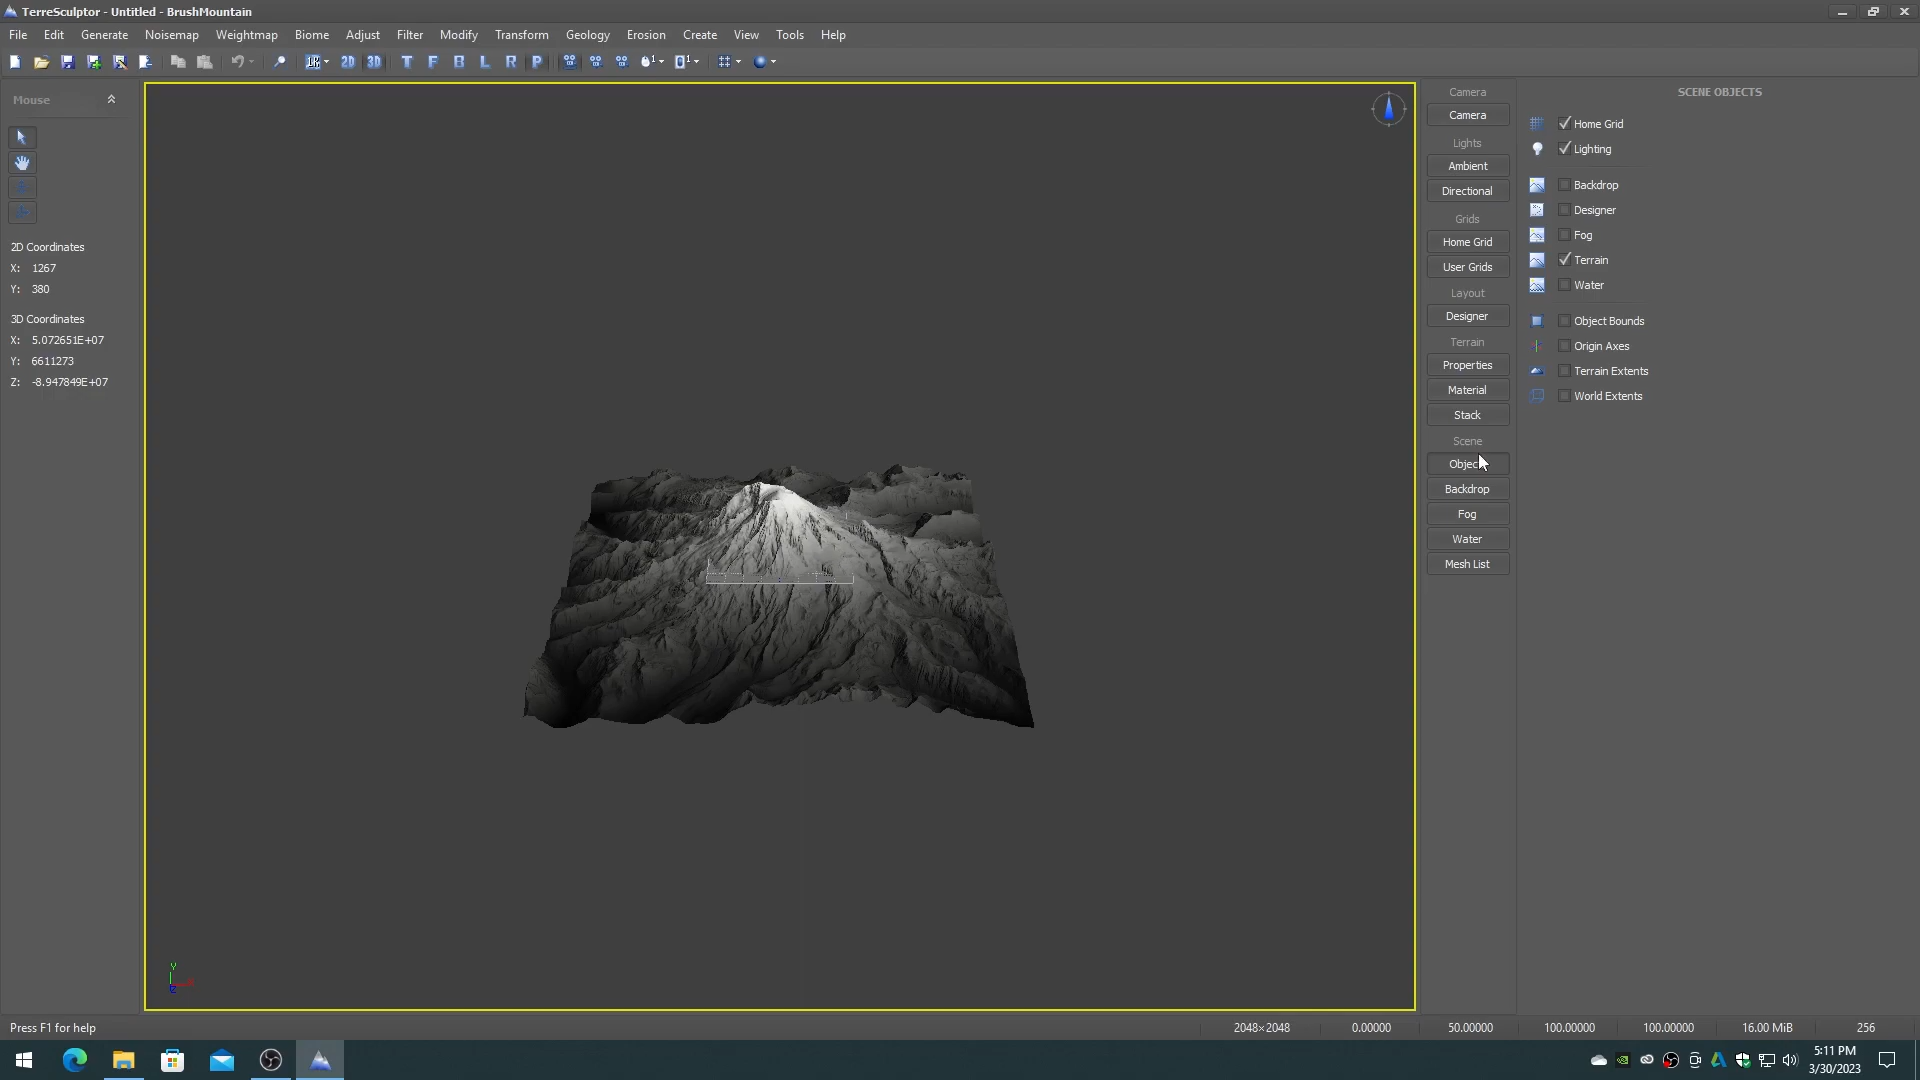 TerreSculptor - Untitled - BrushMountain
File Edit Generate Noisemap Weightmap Biome Adjust Filter Modify Transform Geology Erosion Create View Tools Help
2D 3D T F B L R P
Mouse
2D Coordinates
X: 1267
Y: 380
3D Coordinates
X: 5.072651E+07
Y: 6611273
Z: -8.947849E+07
Camera
Camera
Lights
Ambient
Directional
Grids
Home Grid
User Grids
Layout
Designer
Terrain
Properties
Material
Stack
Scene
Object
Backdrop
Fog
Water
Mesh List
SCENE OBJECTS
Home Grid
Lighting
Backdrop
Designer
Fog
Terrain
Water
Object Bounds
Origin Axes
Terrain Extents
World Extents
Y
Z
Press F1 for help
2048×2048 0.00000 50.00000 100.00000 100.00000 16.00 MiB 256
5:11 PM
3/30/2023